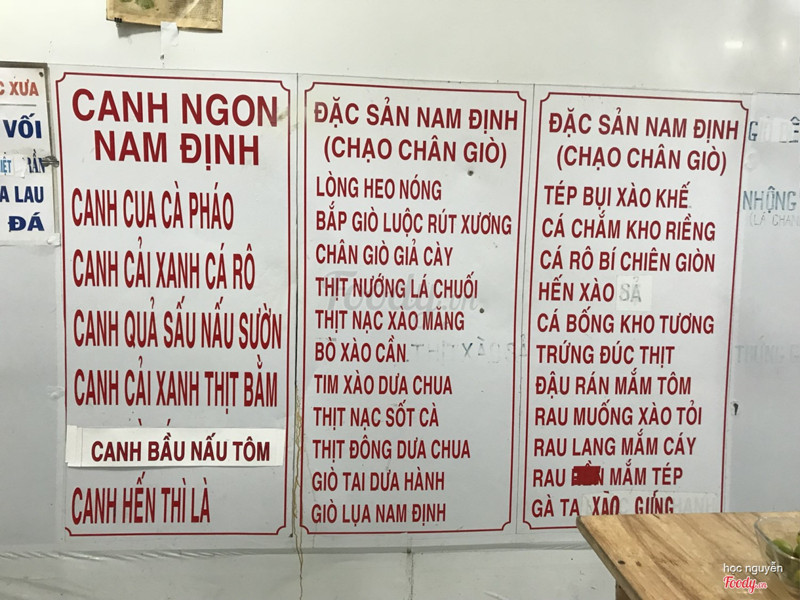 C XƯA
VỐI
A LAU
ĐÁ
CANH NGON
NAM ĐỊNH
CANH CUA CÀ PHÁO
CANH CẢI XANH CÁ RÔ
CANH QUẢ SẤU NẤU SƯỜN
CANH CẢI XANH THỊT BẰM
CANH BẦU NẤU TÔM
CANH HẾN THÌ LÀ
ĐẶC SẢN NAM ĐỊNH
(CHẠO CHÂN GIÒ)
LÒNG HEO NÓNG
BẮP GIÒ LUỘC RÚT XƯƠNG
CHÂN GIÒ GIẢ CÀY
THỊT NƯỚNG LÁ CHUỐI
THỊT NẠC XÀO MĂNG
BÒ XÀO CẦN
TIM XÀO DƯA CHUA
THỊT NẠC SỐT CÀ
THỊT ĐÔNG DƯA CHUA
GIÒ TAI DƯA HÀNH
GIÒ LỤA NAM ĐỊNH
ĐẶC SẢN NAM ĐỊNH
(CHẠO CHÂN GIÒ)
TÉP BỤI XÀO KHẾ
CÁ CHẮM KHO RIỀNG
CÁ RÔ BÍ CHIÊN GIÒN
HẾN XÀO SẢ
CÁ BỐNG KHO TƯƠNG
TRỨNG ĐÚC THỊT
ĐẬU RÁN MẮM TÔM
RAU MUỐNG XÀO TỎI
RAU LANG MẮM CÁY
RAU MẮM TÉP
GÀ TA XÀO GỪNG
NHỘNG
Foody.vn
học nguyễn
Foody.vn